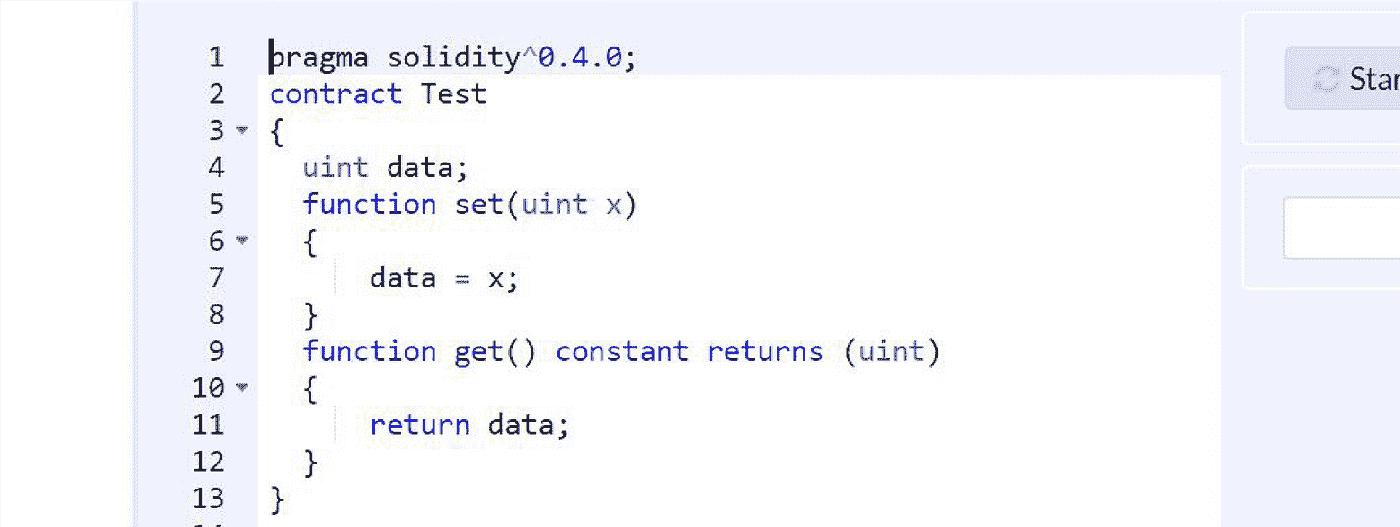 1 pragma solidity^0.4.0;
2 contract Test
3 {
4 uint data;
5 function set(uint x)
6 {
7 data = x;
8 }
9 function get() constant returns (uint)
10 {
11 return data;
12 }
13 }
Star